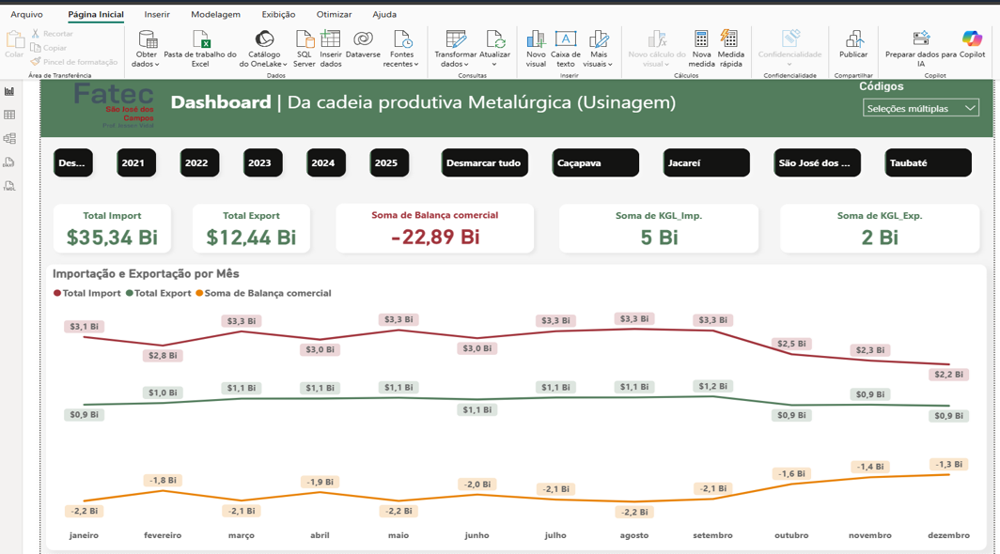 Arquivo Página Inicial Inserir Modelagem Exibição Otimizar Ajuda
Colar
Recortar
Copiar
Pincel de formatação
Área de Transferência
Obter dados
Pasta de trabalho do Excel
Catálogo do OneLake
SQL Server
Inserir dados
Dataverse
Fontes recentes
Dados
Transformar dados
Atualizar
Consultas
Novo visual
Caixa de texto
Mais visuais
Inserir
Novo cálculo do visual
Nova medida
Medida rápida
Cálculos
Confidencialidade
Confidencialidade
Publicar
Compartilhar
Preparar dados para IA
Copilot
Copilot
DAX
TMDL
Fatec
São José dos
Campos
Prof. Jessen Vidal
Dashboard | Da cadeia produtiva Metalúrgica (Usinagem)
Códigos
Seleções múltiplas
Des... 2021 2022 2023 2024 2025 Desmarcar tudo Caçapava Jacareí São José dos ... Taubaté
Total Import
$35,34 Bi
Total Export
$12,44 Bi
Soma de Balança comercial
-22,89 Bi
Soma de KGL_Imp.
5 Bi
Soma de KGL_Exp.
2 Bi
Importação e Exportação por Mês
Total Import Total Export Soma de Balança comercial
$3,1 Bi $2,8 Bi $3,3 Bi $3,0 Bi $3,3 Bi $3,0 Bi $3,3 Bi $3,3 Bi $3,3 Bi $2,5 Bi $2,3 Bi $2,2 Bi
$0,9 Bi $1,0 Bi $1,1 Bi $1,1 Bi $1,1 Bi $1,1 Bi $1,1 Bi $1,1 Bi $1,2 Bi $0,9 Bi $0,9 Bi $0,9 Bi
-2,2 Bi -1,8 Bi -2,1 Bi -1,9 Bi -2,2 Bi -2,0 Bi -2,1 Bi -2,2 Bi -2,1 Bi -1,6 Bi -1,4 Bi -1,3 Bi
janeiro fevereiro março abril maio junho julho agosto setembro outubro novembro dezembro